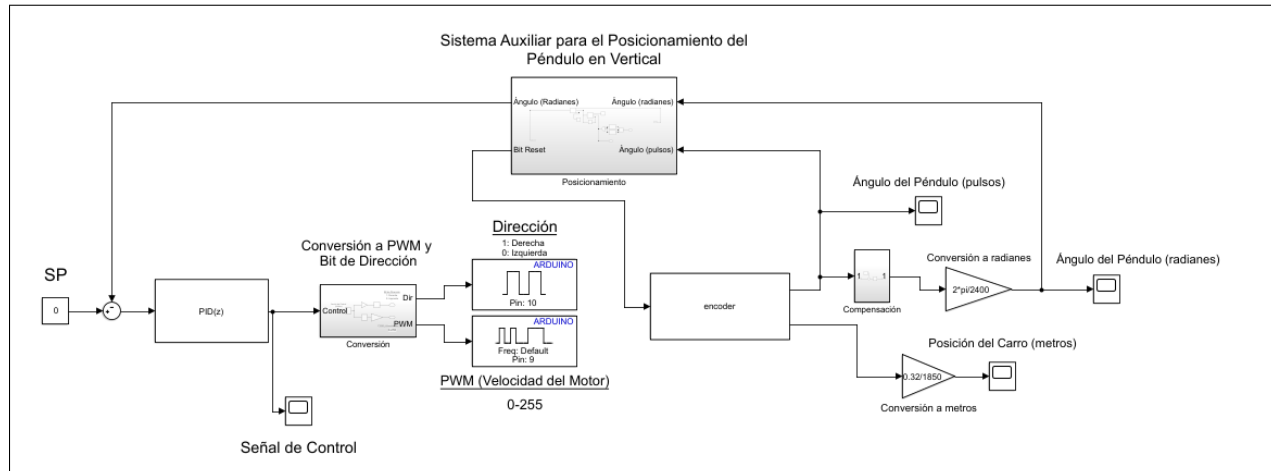 Sistema Auxiliar para el Posicionamiento del
Péndulo en Vertical
Ángulo (Radianes)
Ángulo (radianes)
Bit Reset
Ángulo (pulsos)
Posicionamiento
Ángulo del Péndulo (pulsos)
Dirección
1: Derecha
0: Izquierda
Conversión a PWM y
Bit de Dirección
ARDUINO
Pin: 10
SP
0
PID(z)
Control
Dir
PWM
Conversión
ARDUINO
Freq: Default
Pin: 9
PWM (Velocidad del Motor)
0-255
Señal de Control
encoder
1
1
Compensación
Conversión a radianes
2*pi/2400
Ángulo del Péndulo (radianes)
Posición del Carro (metros)
0.32/1850
Conversión a metros